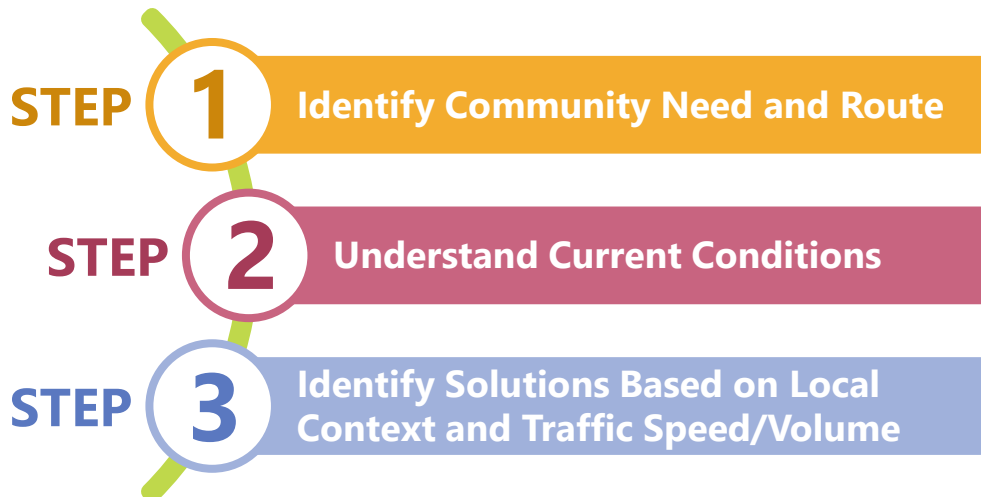 STEP 1 Identify Community Need and Route
STEP 2 Understand Current Conditions
STEP 3 Identify Solutions Based on Local
Context and Traffic Speed/Volume